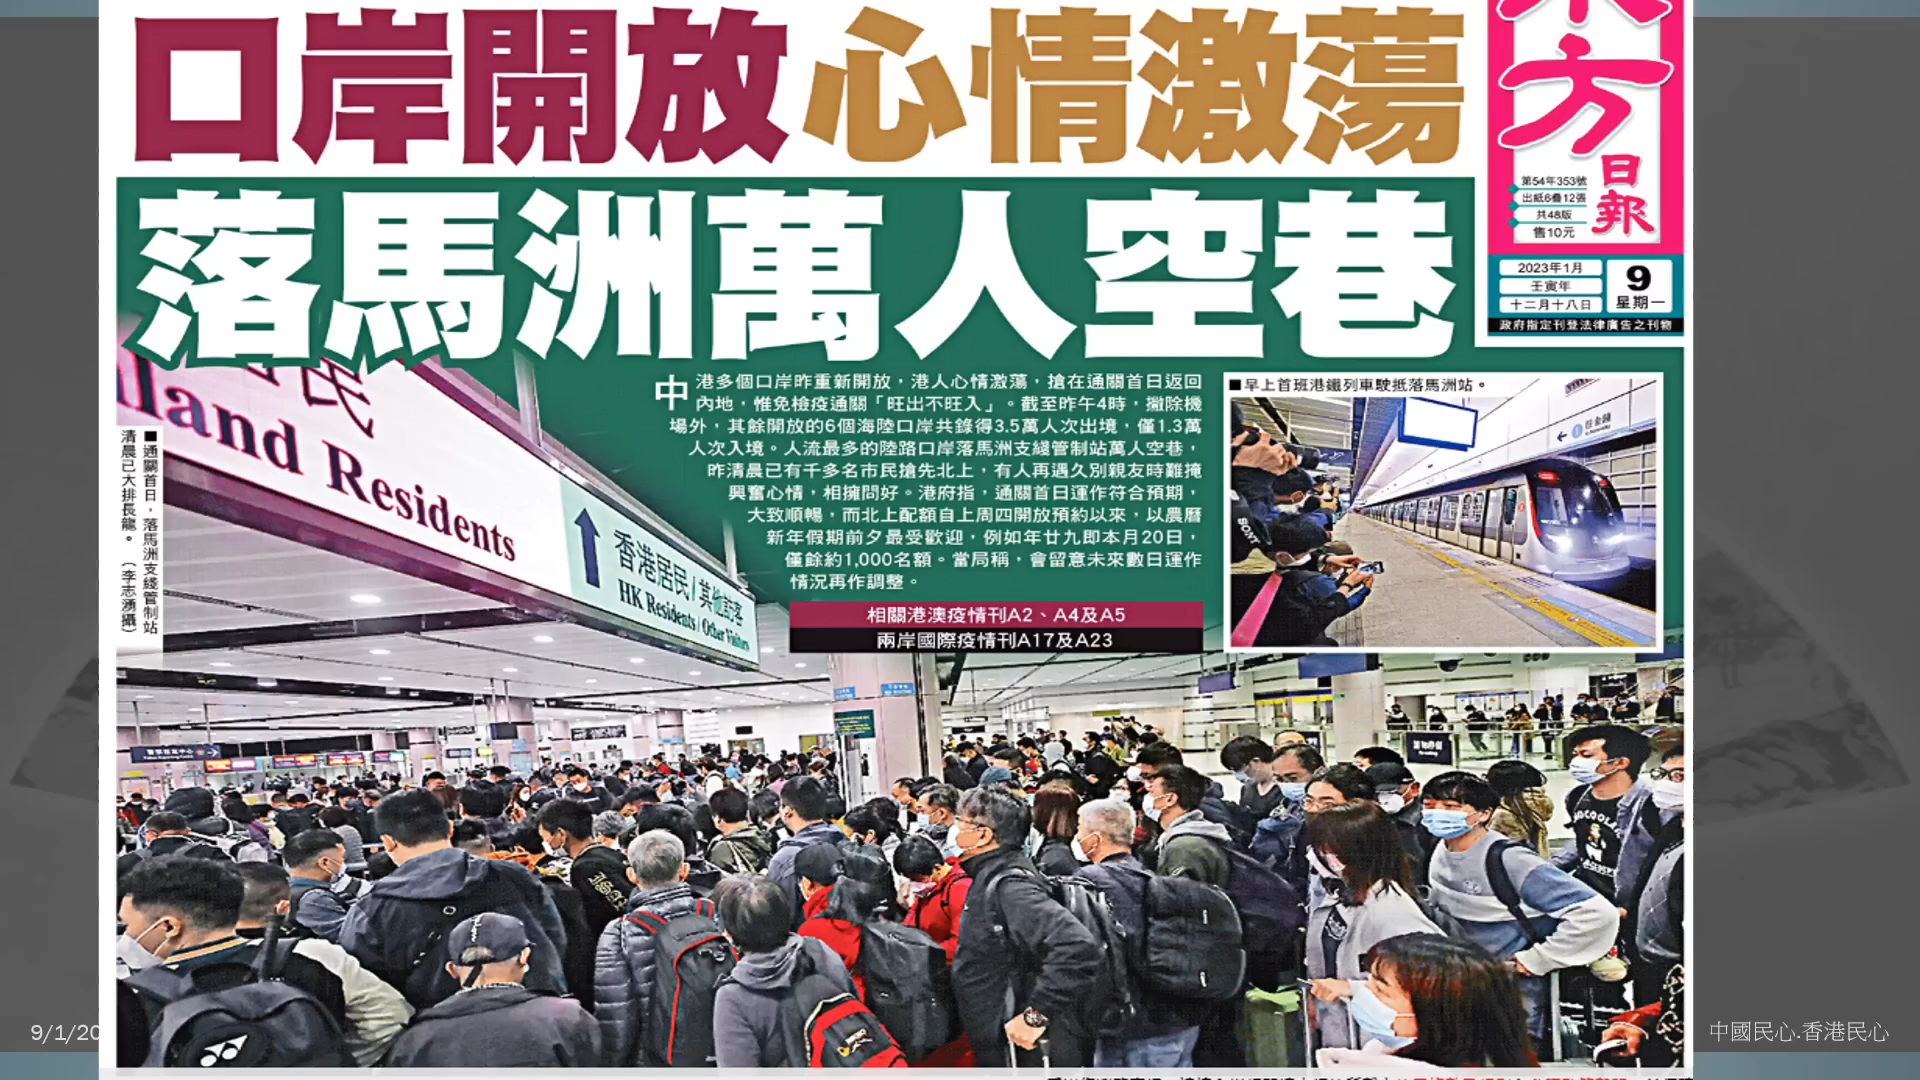 口岸開放 心情激蕩
落馬洲萬人空巷
東方
日報
第54年353號
出紙6疊12張
共48版
售10元
2023年1月
壬寅年
十二月十八日
9
星期一
政府指定刊登法律廣告之刊物
中港多個口岸昨重新開放，港人心情激蕩，搶在通關首日返回
內地，惟免檢疫通關「旺出不旺入」。截至昨午4時，撇除機
場外，其餘開放的6個海陸口岸共錄得3.5萬人次出境，僅1.3萬
人次入境。人流最多的陸路口岸落馬洲支綫管制站萬人空巷，
昨清晨已有千多名市民搶先北上，有人再遇久別親友時難掩
興奮心情，相擁問好。港府指，通關首日運作符合預期，
大致順暢，而北上配額自上周四開放預約以來，以農曆
新年假期前夕最受歡迎，例如年廿九即本月20日，
僅餘約1,000名額。當局稱，會留意未來數日運作
情況再作調整。
相關港澳疫情刊A2、A4及A5
兩岸國際疫情刊A17及A23
■早上首班港鐵列車駛抵落馬洲站。
SONY
■通關首日，落馬洲支綫管制站
清晨已大排長龍。（李志湧攝）
居民
land Residents
香港居民/其他訪客
HK Residents / Other Visitors
9/1/20
中國民心.香港民心